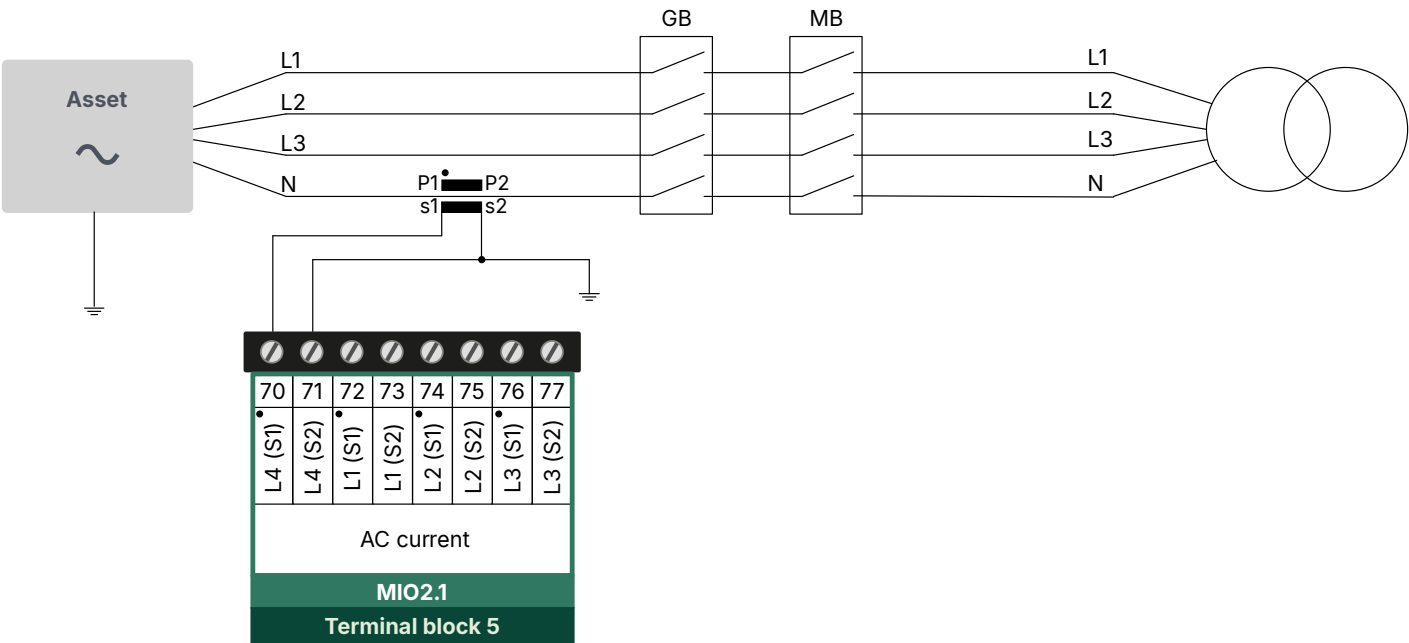 GB MB
L1 L1
Asset
L2 L2
L3 L3
N N
P1 P2
s1 s2
70 71 72 73 74 75 76 77
L4 (S1)
L4 (S2)
L1 (S1)
L1 (S2)
L2 (S1)
L2 (S2)
L3 (S1)
L3 (S2)
AC current
MIO2.1
Terminal block 5